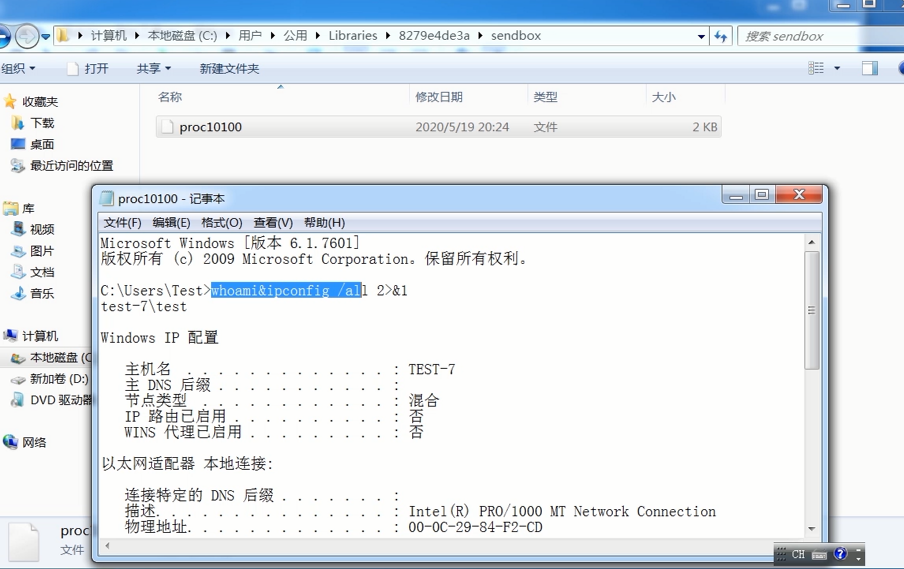 计算机 ▸ 本地磁盘 (C:) ▸ 用户 ▸ 公用 ▸ Libraries ▸ 8279e4de3a ▸ sendbox
搜索 sendbox
组织 打开 共享 新建文件夹
收藏夹
下载
桌面
最近访问的位置
库
视频
图片
文档
音乐
计算机
本地磁盘 (C
新加卷 (D:)
DVD 驱动器
网络
名称 修改日期 类型 大小
proc10100 2020/5/19 20:24 文件 2 KB
proc10100 - 记事本
文件(F) 编辑(E) 格式(O) 查看(V) 帮助(H)
Microsoft Windows [版本 6.1.7601]
版权所有 (c) 2009 Microsoft Corporation。保留所有权利。
C:\Users\Test>whoami&ipconfig /all 2>&1
test-7\test
Windows IP 配置
主机名 . . . . . . . . . . . . . : TEST-7
主 DNS 后缀 . . . . . . . . . . . :
节点类型 . . . . . . . . . . . . : 混合
IP 路由已启用 . . . . . . . . . . : 否
WINS 代理已启用 . . . . . . . . . : 否
以太网适配器 本地连接:
连接特定的 DNS 后缀 . . . . . . . :
描述. . . . . . . . . . . . . . . : Intel(R) PRO/1000 MT Network Connection
物理地址. . . . . . . . . . . . . : 00-0C-29-84-F2-CD
proc
文件
CH